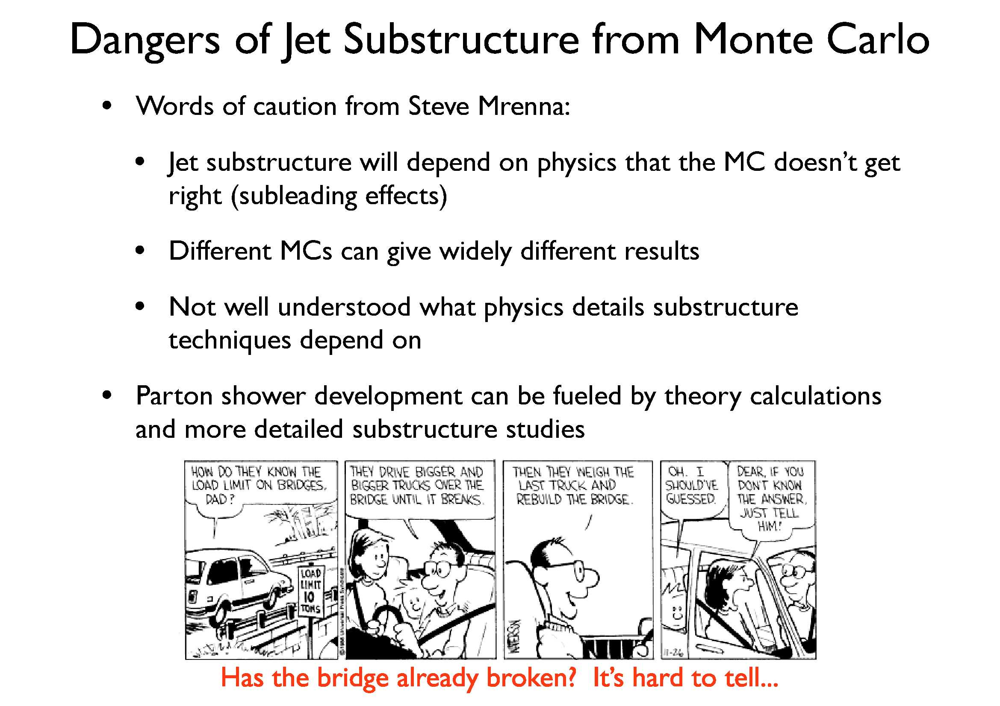 Dangers of Jet Substructure from Monte Carlo
• Words of caution from Steve Mrenna:
• Jet substructure will depend on physics that the MC doesn't get
right (subleading effects)
• Different MCs can give widely different results
• Not well understood what physics details substructure
techniques depend on
• Parton shower development can be fueled by theory calculations
and more detailed substructure studies
HOW DO THEY KNOW THE
LOAD LIMIT ON BRIDGES,
DAD?
LOAD
LIMIT
10
TONS
©1986 Universal Press Syndicate
THEY DRIVE BIGGER AND
BIGGER TRUCKS OVER THE
BRIDGE UNTIL IT BREAKS.
THEN THEY WEIGH THE
LAST TRUCK AND
REBUILD THE BRIDGE.
WATTERSON
OH. I
SHOULD'VE
GUESSED.
DEAR, IF YOU
DON'T KNOW
THE ANSWER,
JUST TELL
HIM!
11-26
Has the bridge already broken? It's hard to tell...